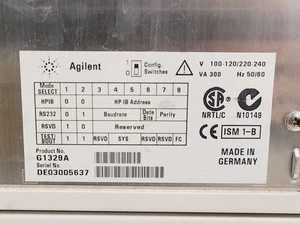 Agilent
1
0
Config.
Switches
V 100-120/220-240
VA 300 Hz 50/60
Mode SELECT 1 2 3 4 5 6 7 8
HPIB 0 0 HP IB Address
RS232 0 1 Baudrate Data Bits Parity
RSVD 1 0 Reserved
TEST/BOOT 1 1 RSVD SYS RSVD RSVD FC
Product No.
G1329A
Serial No.
DE03005637
NRTL/C
N10149
ISM 1-B
MADE IN
GERMANY